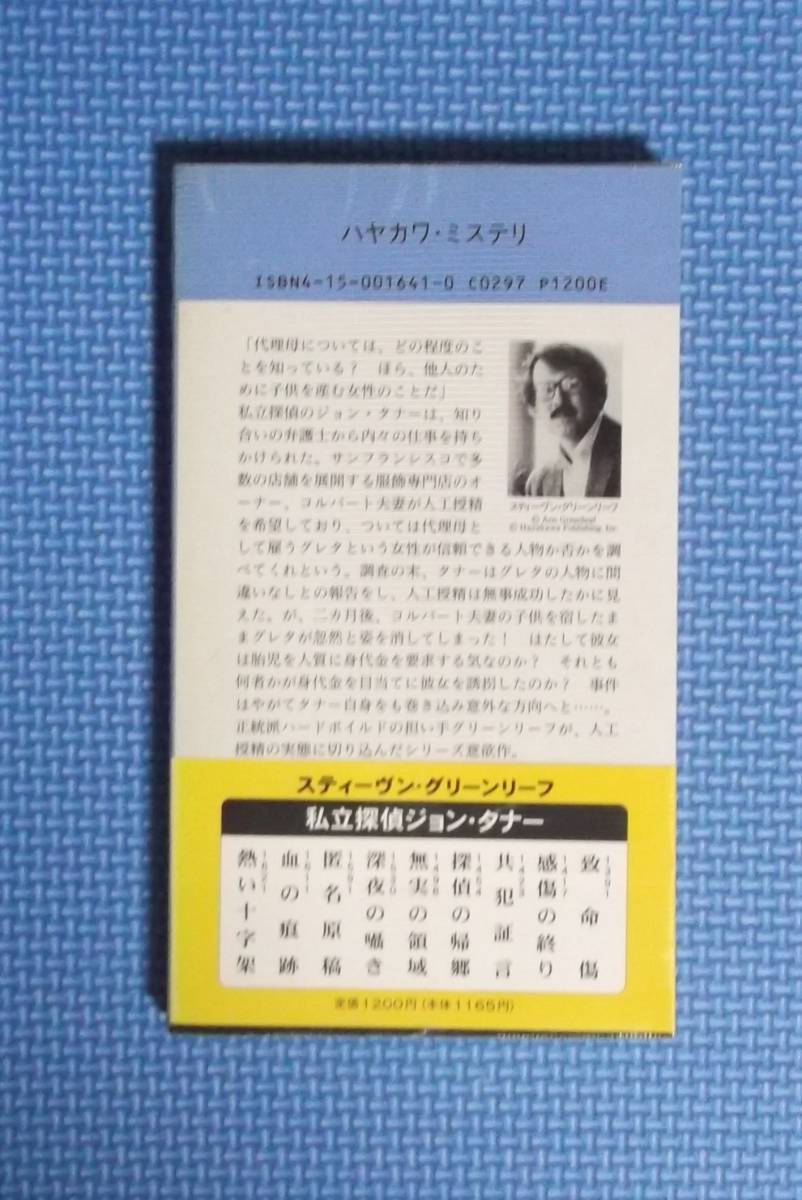 ハヤカワ・ミステリ
ISBN4-15-001641-0 C0297 P1200E
「代理母については、どの程度のこ
とを知っている？　ほら、他人のた
めに子供を産む女性のことだ」
私立探偵のジョン・タナーは、知り
合いの弁護士から内々の仕事を持ち
かけられた。サンフランシスコで多
数の店舗を展開する服飾専門店のオ
ーナー、コルバート夫妻が人工授精
を希望しており、ついては代理母と
して雇うグレタという女性が信頼できる人物か否かを調
べてくれという。調査の末、タナーはグレタの人物に間
違いなしとの報告をし、人工授精は無事成功したかに見
えた。が、二カ月後、コルバート夫妻の子供を宿したま
まグレタが忽然と姿を消してしまった！　はたして彼女
は胎児を人質に身代金を要求する気なのか？　それとも
何者かが身代金を目当てに彼女を誘拐したのか？　事件
はやがてタナー自身をも巻き込み意外な方向へと……。
正統派ハードボイルドの担い手グリーンリーフが、人工
授精の実態に切り込んだシリーズ意欲作。
スティーヴン・グリーンリーフ
© Ann Greenleaf
© Hayakawa Publishing, Inc.
スティーヴン・グリーンリーフ
私立探偵ジョン・タナー
1391
致命傷
1417
感傷の終り
1423
共犯証言
1454
探偵の帰郷
1498
無実の領域
1520
深夜の囁き
1561
匿名原稿
1611
血の痕跡
1621
熱い十字架
定価1200円（本体1165円）